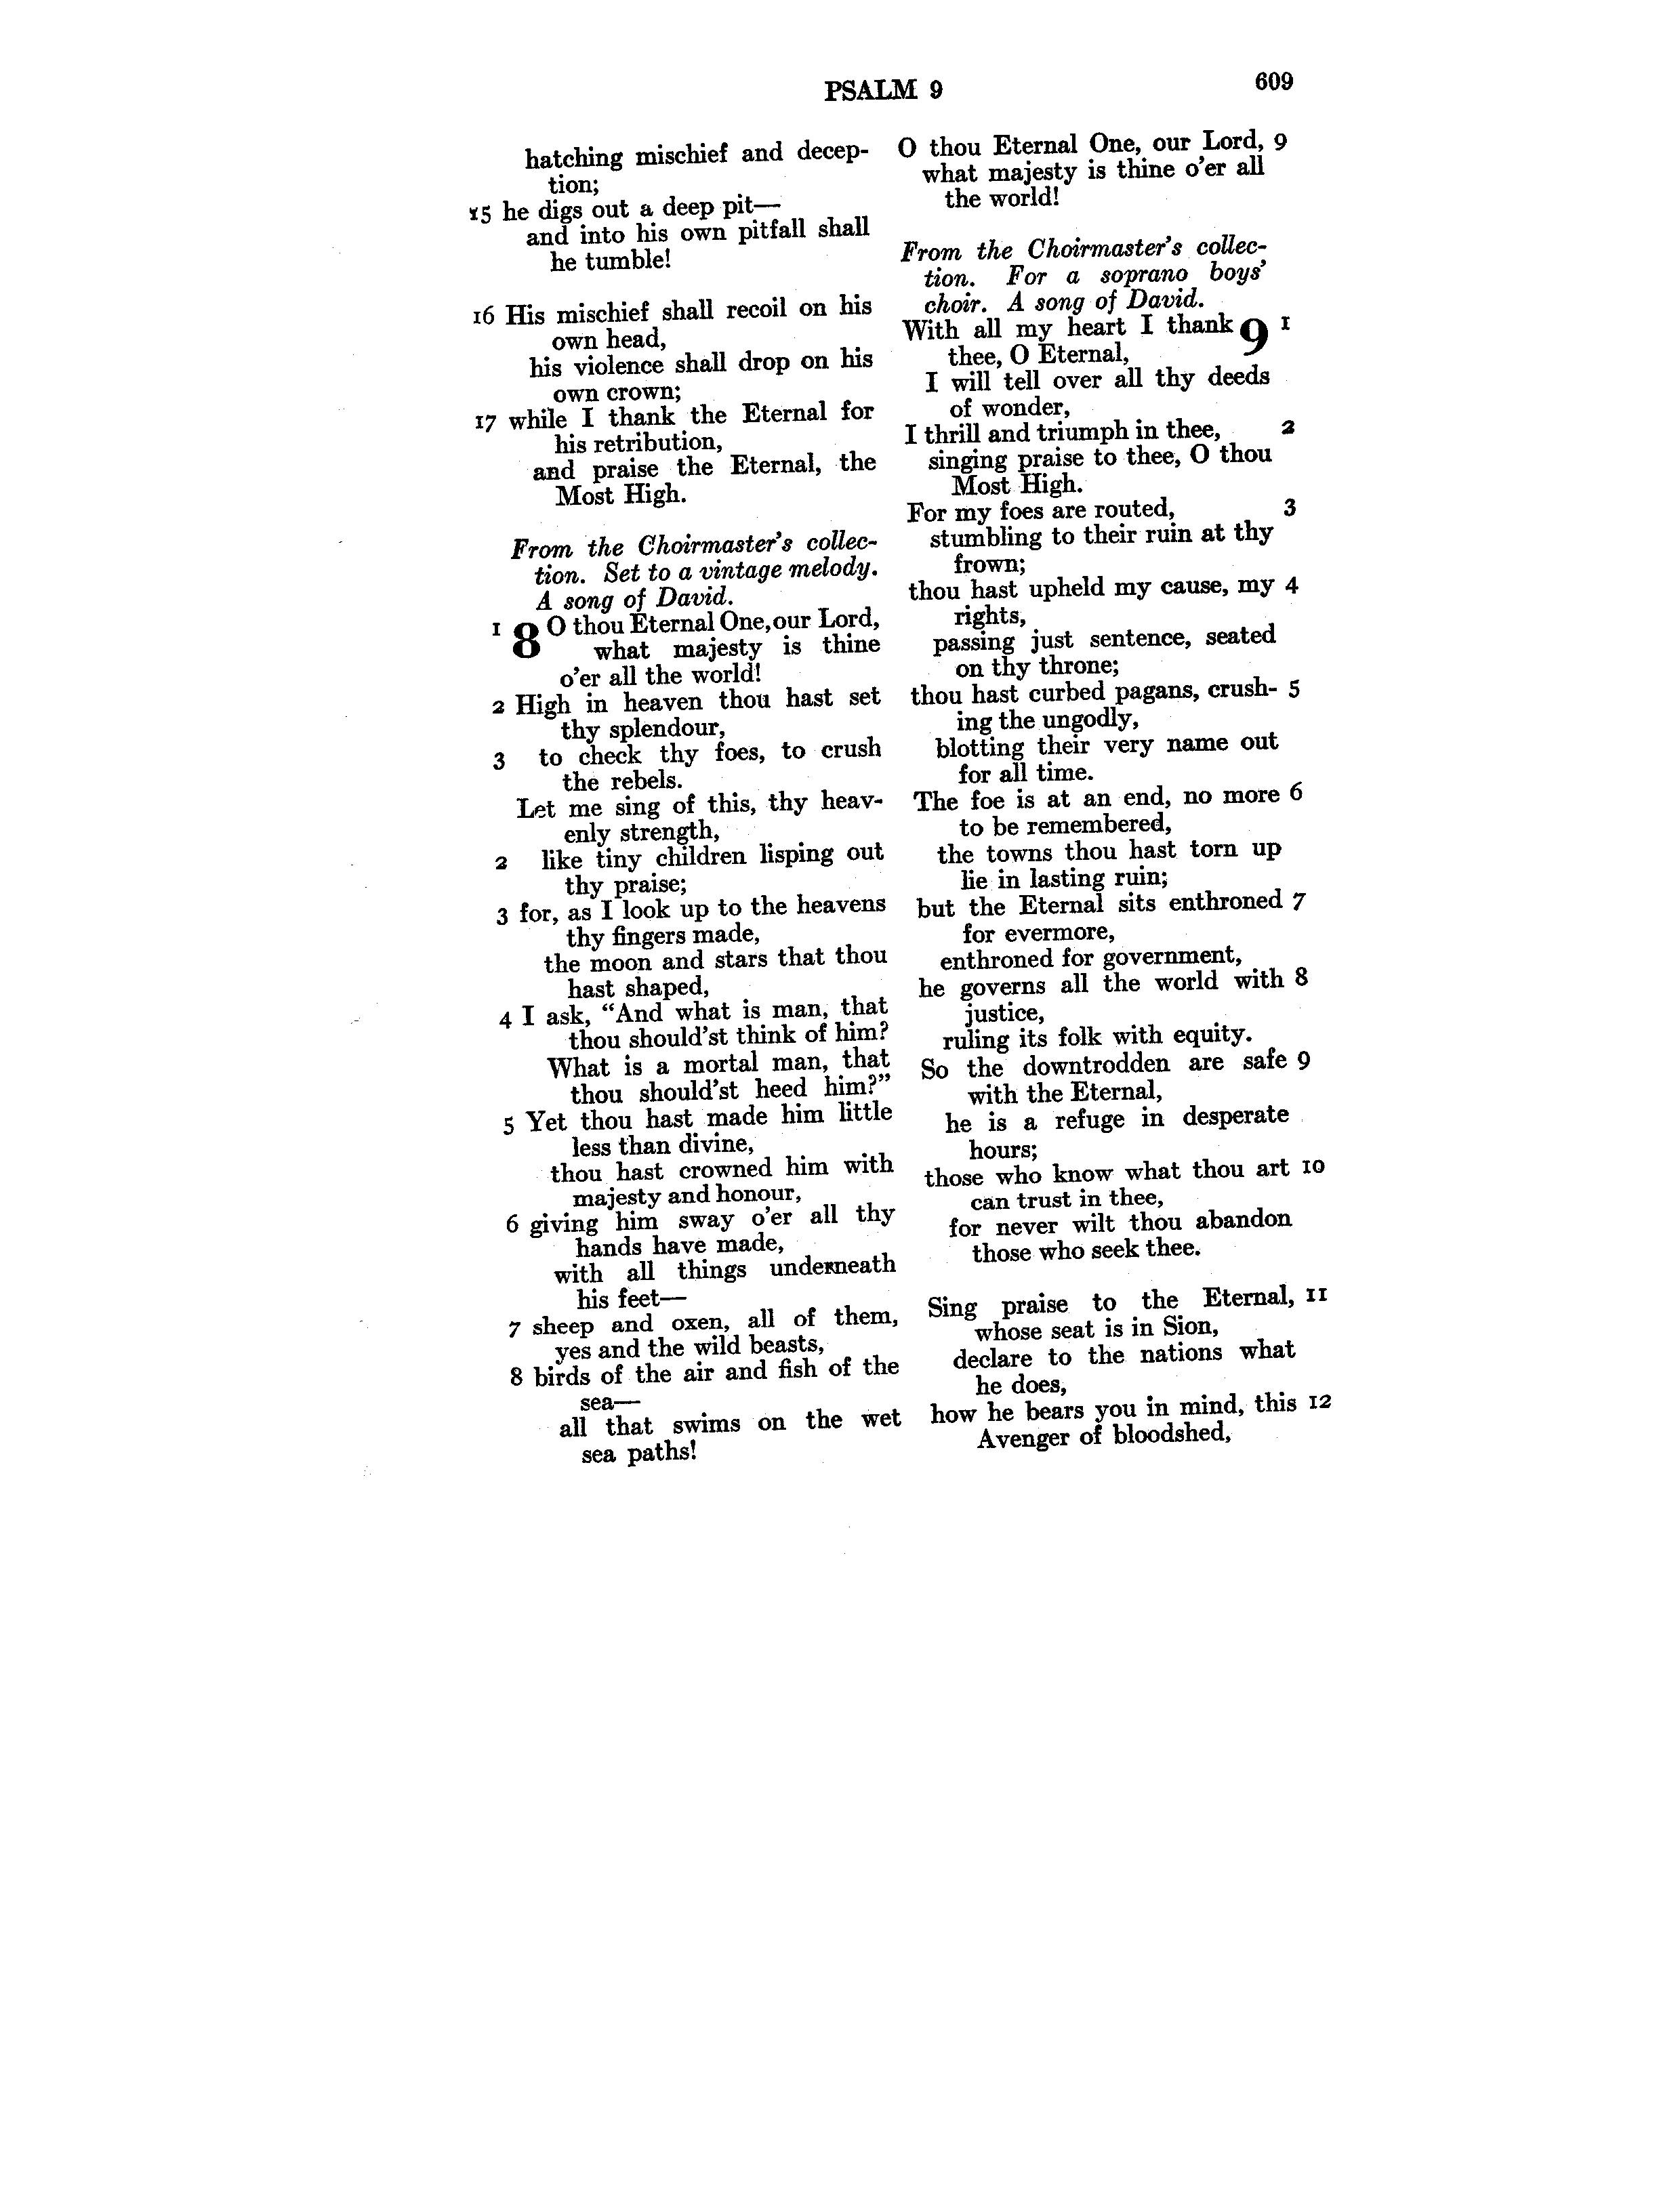 PSALM 9
609
hatching mischief and decep-
tion;
15 he digs out a deep pit—
and into his own pitfall shall
he tumble!
16 His mischief shall recoil on his
own head,
his violence shall drop on his
own crown;
17 while I thank the Eternal for
his retribution,
and praise the Eternal, the
Most High.
From the Choirmaster's collec-
tion. Set to a vintage melody.
A song of David.
1 8 O thou Eternal One, our Lord,
what majesty is thine
o'er all the world!
2 High in heaven thou hast set
thy splendour,
3 to check thy foes, to crush
the rebels.
Let me sing of this, thy heav-
enly strength,
2 like tiny children lisping out
thy praise;
3 for, as I look up to the heavens
thy fingers made,
the moon and stars that thou
hast shaped,
4 I ask, “And what is man, that
thou should'st think of him?
What is a mortal man, that
thou should'st heed him?”
5 Yet thou hast made him little
less than divine,
thou hast crowned him with
majesty and honour,
6 giving him sway o'er all thy
hands have made,
with all things underneath
his feet—
7 sheep and oxen, all of them,
yes and the wild beasts,
8 birds of the air and fish of the
sea—
all that swims on the wet
sea paths!
O thou Eternal One, our Lord, 9
what majesty is thine o'er all
the world!
From the Choirmaster's collec-
tion. For a soprano boys'
choir. A song of David.
With all my heart I thank 9 1
thee, O Eternal,
I will tell over all thy deeds
of wonder,
I thrill and triumph in thee, 2
singing praise to thee, O thou
Most High.
For my foes are routed, 3
stumbling to their ruin at thy
frown;
thou hast upheld my cause, my 4
rights,
passing just sentence, seated
on thy throne;
thou hast curbed pagans, crush- 5
ing the ungodly,
blotting their very name out
for all time.
The foe is at an end, no more 6
to be remembered,
the towns thou hast torn up
lie in lasting ruin;
but the Eternal sits enthroned 7
for evermore,
enthroned for government,
he governs all the world with 8
justice,
ruling its folk with equity.
So the downtrodden are safe 9
with the Eternal,
he is a refuge in desperate
hours;
those who know what thou art 10
can trust in thee,
for never wilt thou abandon
those who seek thee.
Sing praise to the Eternal, 11
whose seat is in Sion,
declare to the nations what
he does,
how he bears you in mind, this 12
Avenger of bloodshed,